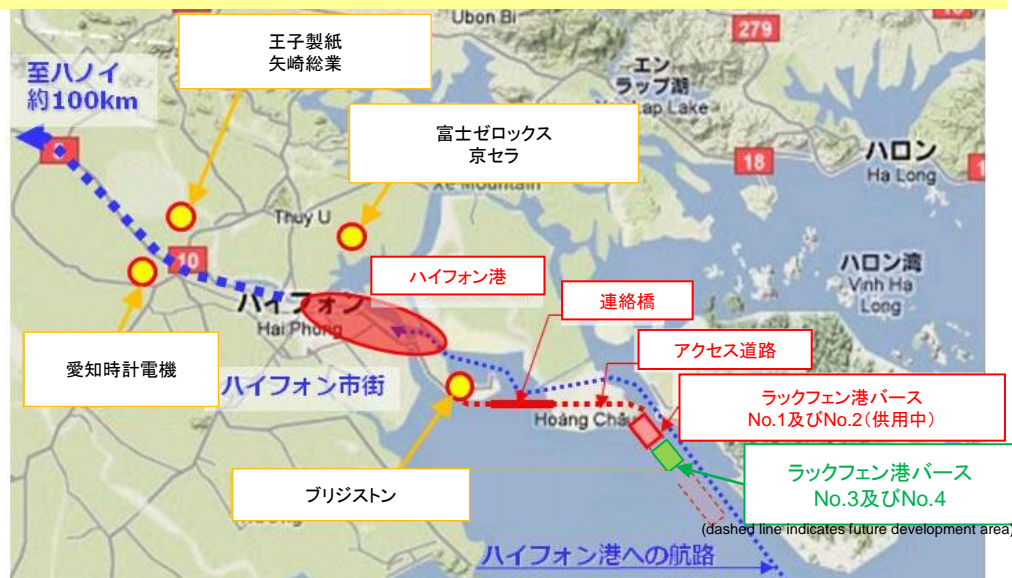 Ubon Bi
279
王子製紙
矢崎総業
エン
ラップ湖
Yen Lap Lake
至ハノイ
約100km
富士ゼロックス
京セラ
18
ハロン
Ha Long
Xe Mountain
Thuy U
10
ハイフォン港
ハロン湾
Vinh Ha
Long
ハイフォン
Hai Phong
連絡橋
愛知時計電機
ハイフォン市街
アクセス道路
Hoàng Châu
ラックフェン港バース
No.1及びNo.2(供用中)
ブリジストン
ラックフェン港バース
No.3及びNo.4
(dashed line indicates future development area)
ハイフォン港への航路